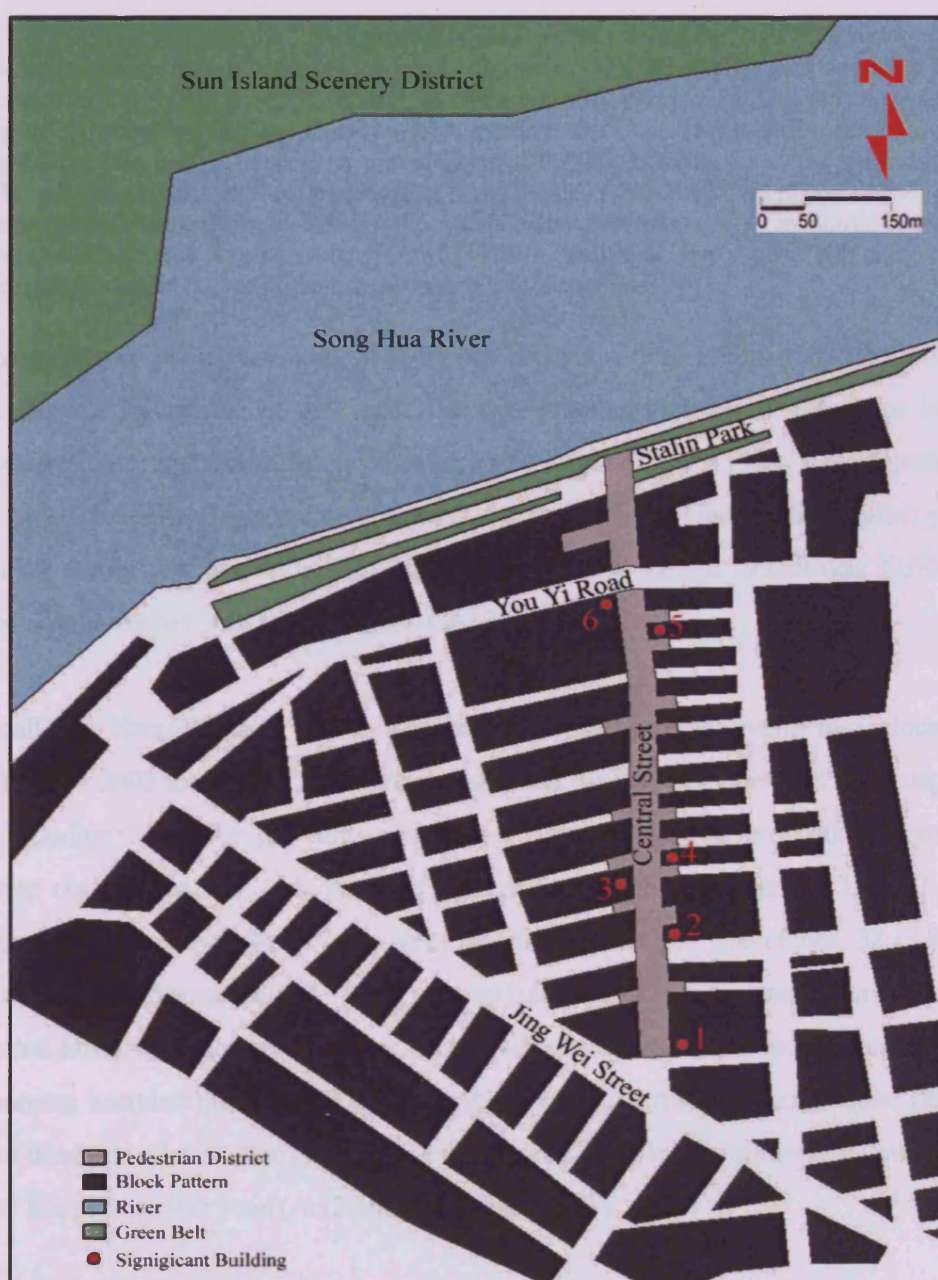 Sun Island Scenery District
N
0 50 150m
Song Hua River
Stalin Park
You Yi Road
6
5
Central Street
4
3
2
1
Jing Wei Street
Pedestrian District
Block Pattern
River
Green Belt
Signigicant Building